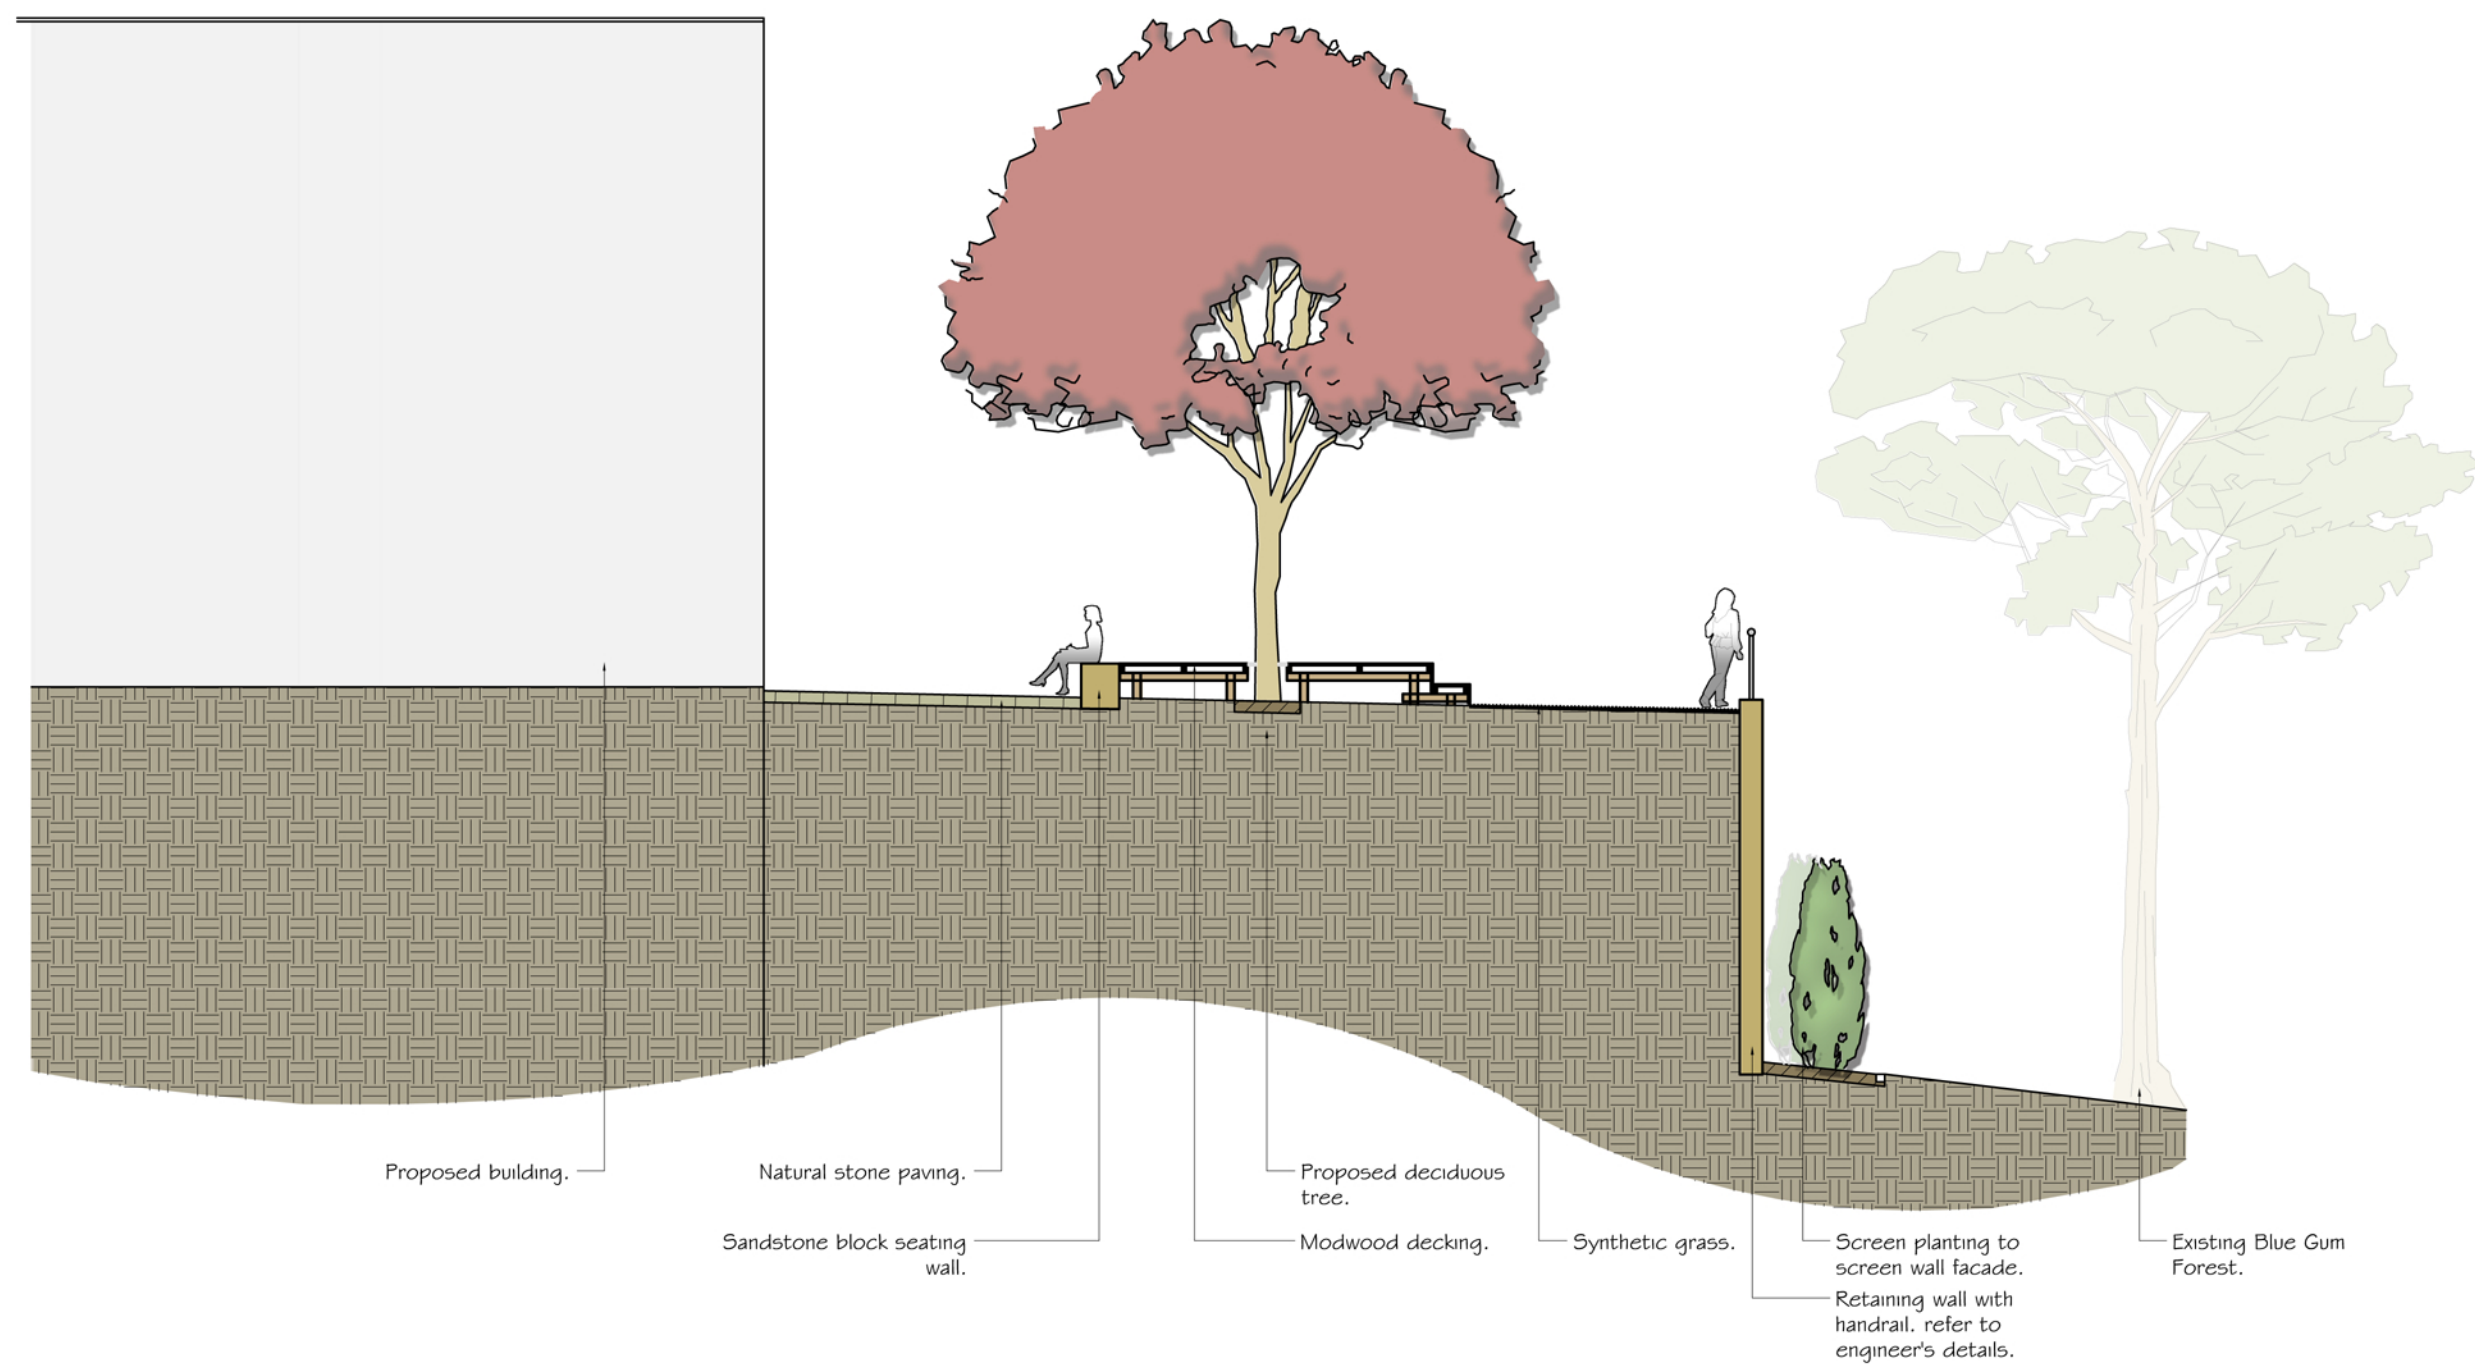 Proposed building.
Natural stone paving.
Proposed deciduous
tree.
Sandstone block seating
wall.
Modwood decking.
Synthetic grass.
Screen planting to
screen wall facade.
Existing Blue Gum
Forest.
Retaining wall with
handrail. refer to
engineer's details.